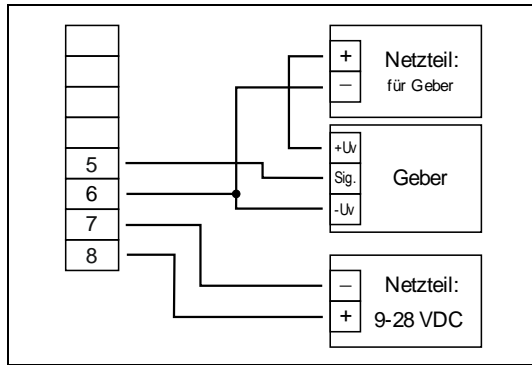 5
6
7
8
+
−
Netzteil:
für Geber
+Uv
Sig.
-Uv
Geber
−
+
Netzteil:
9-28 VDC